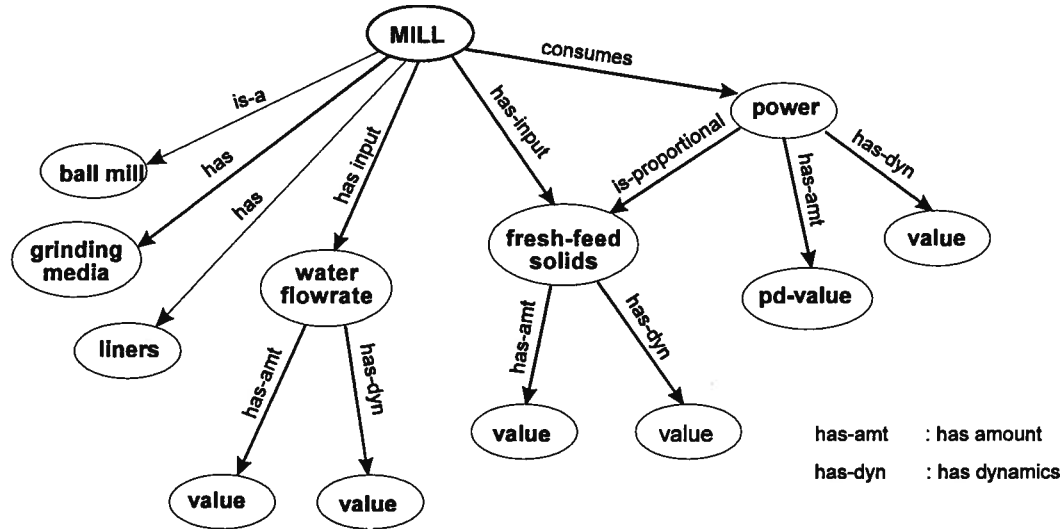 MILL
consumes
is-a
has
has
has input
has-input
is-proportional
power
has-dyn
has-amt
ball mill
grinding
media
liners
water
flowrate
fresh-feed
solids
value
pd-value
has-amt
has-dyn
has-amt
has-dyn
value
value
value
value
has-amt : has amount
has-dyn : has dynamics